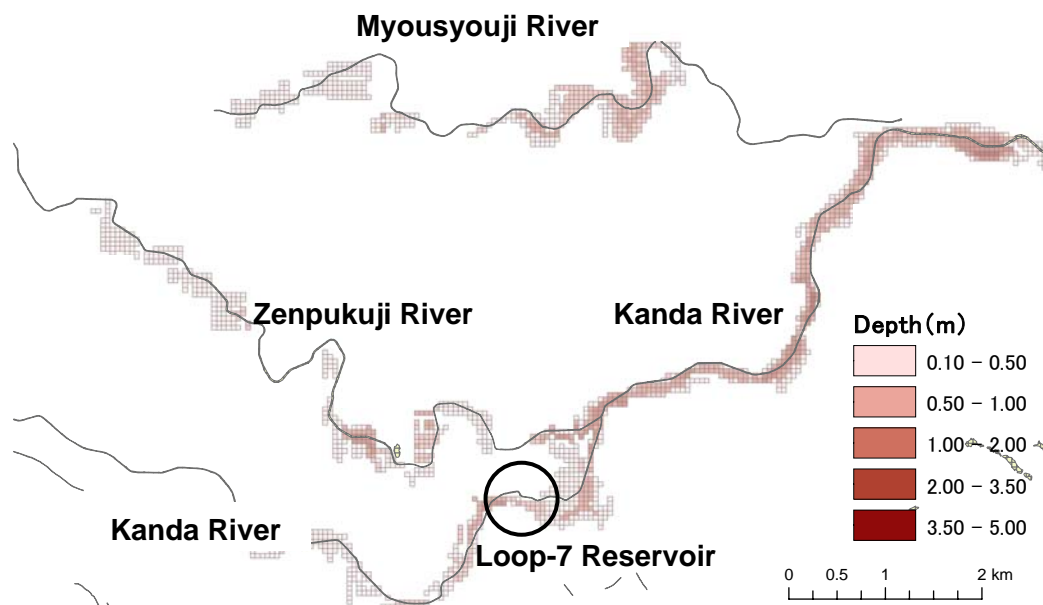 Myousyouji River
Zenpukuji River
Kanda River
Depth(m)
0.10 – 0.50
0.50 – 1.00
1.00 – 2.00
2.00 – 3.50
3.50 – 5.00
Kanda River
Loop-7 Reservoir
0 0.5 1 2 km